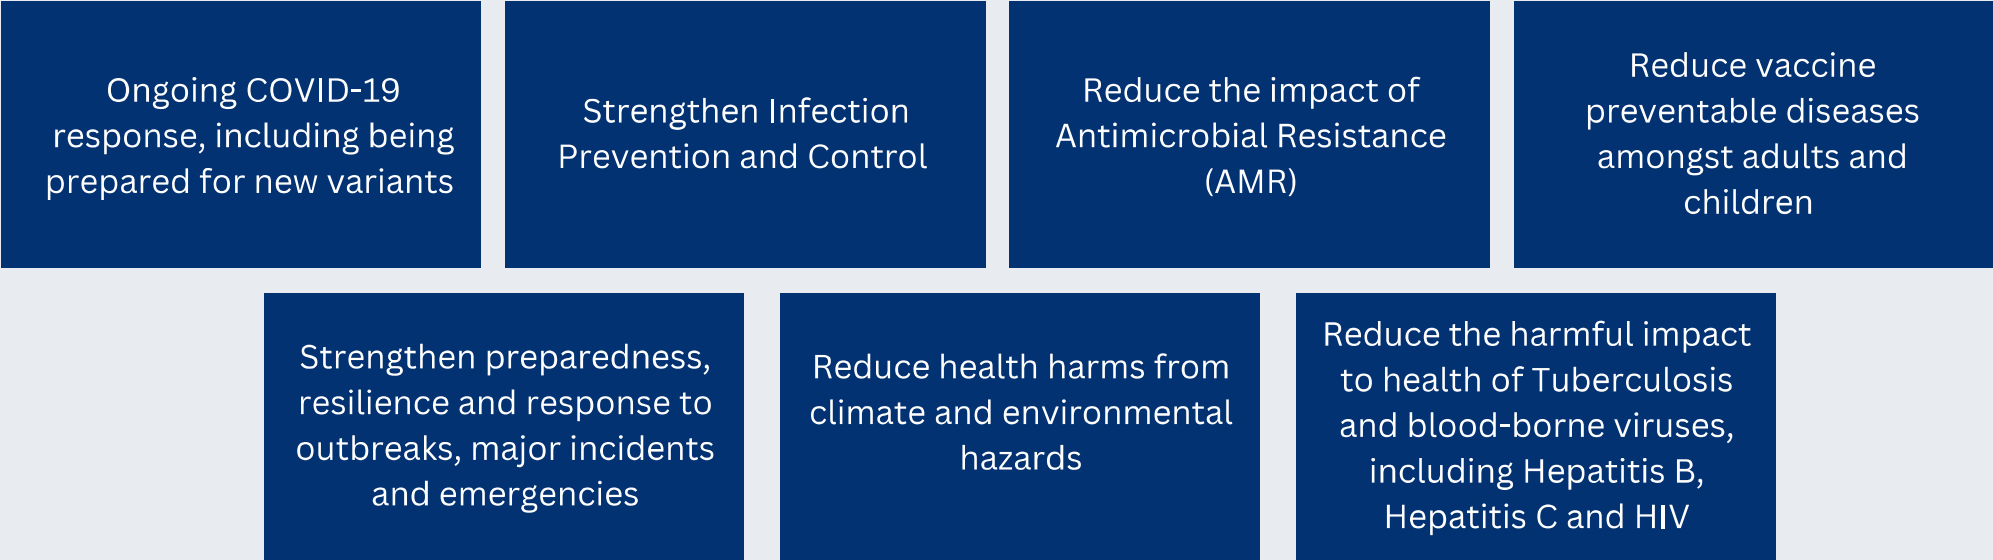 Ongoing COVID-19
response, including being
prepared for new variants
Strengthen Infection
Prevention and Control
Reduce the impact of
Antimicrobial Resistance
(AMR)
Reduce vaccine
preventable diseases
amongst adults and
children
Strengthen preparedness,
resilience and response to
outbreaks, major incidents
and emergencies
Reduce health harms from
climate and environmental
hazards
Reduce the harmful impact
to health of Tuberculosis
and blood-borne viruses,
including Hepatitis B,
Hepatitis C and HIV